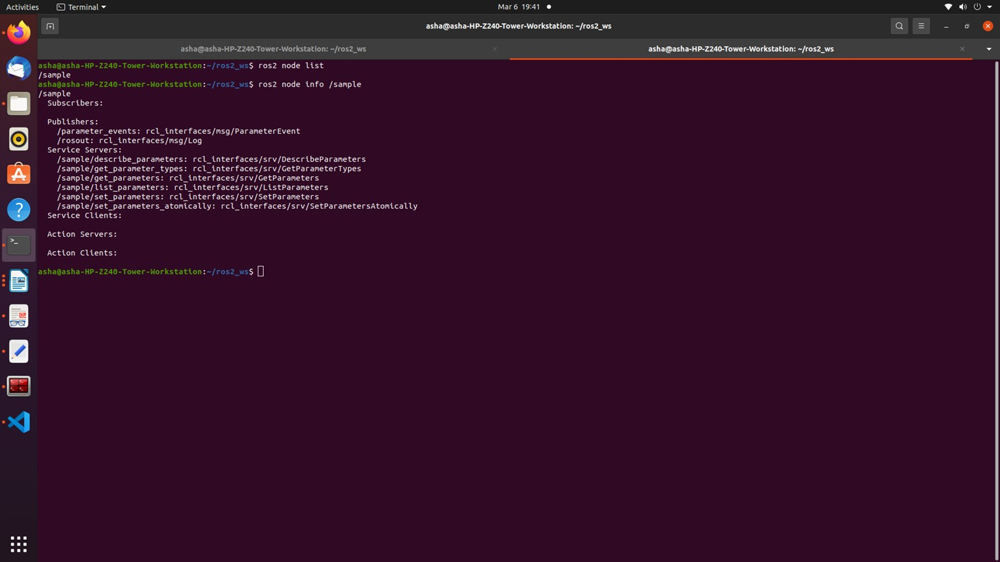 Activities Terminal Mar 6 19:41
asha@asha-HP-Z240-Tower-Workstation: ~/ros2_ws
asha@asha-HP-Z240-Tower-Workstation: ~/ros2_ws
asha@asha-HP-Z240-Tower-Workstation: ~/ros2_ws
asha@asha-HP-Z240-Tower-Workstation:~/ros2_ws$ ros2 node list
/sample
asha@asha-HP-Z240-Tower-Workstation:~/ros2_ws$ ros2 node info /sample
/sample
  Subscribers:

  Publishers:
    /parameter_events: rcl_interfaces/msg/ParameterEvent
    /rosout: rcl_interfaces/msg/Log
  Service Servers:
    /sample/describe_parameters: rcl_interfaces/srv/DescribeParameters
    /sample/get_parameter_types: rcl_interfaces/srv/GetParameterTypes
    /sample/get_parameters: rcl_interfaces/srv/GetParameters
    /sample/list_parameters: rcl_interfaces/srv/ListParameters
    /sample/set_parameters: rcl_interfaces/srv/SetParameters
    /sample/set_parameters_atomically: rcl_interfaces/srv/SetParametersAtomically
  Service Clients:

  Action Servers:

  Action Clients:

asha@asha-HP-Z240-Tower-Workstation:~/ros2_ws$